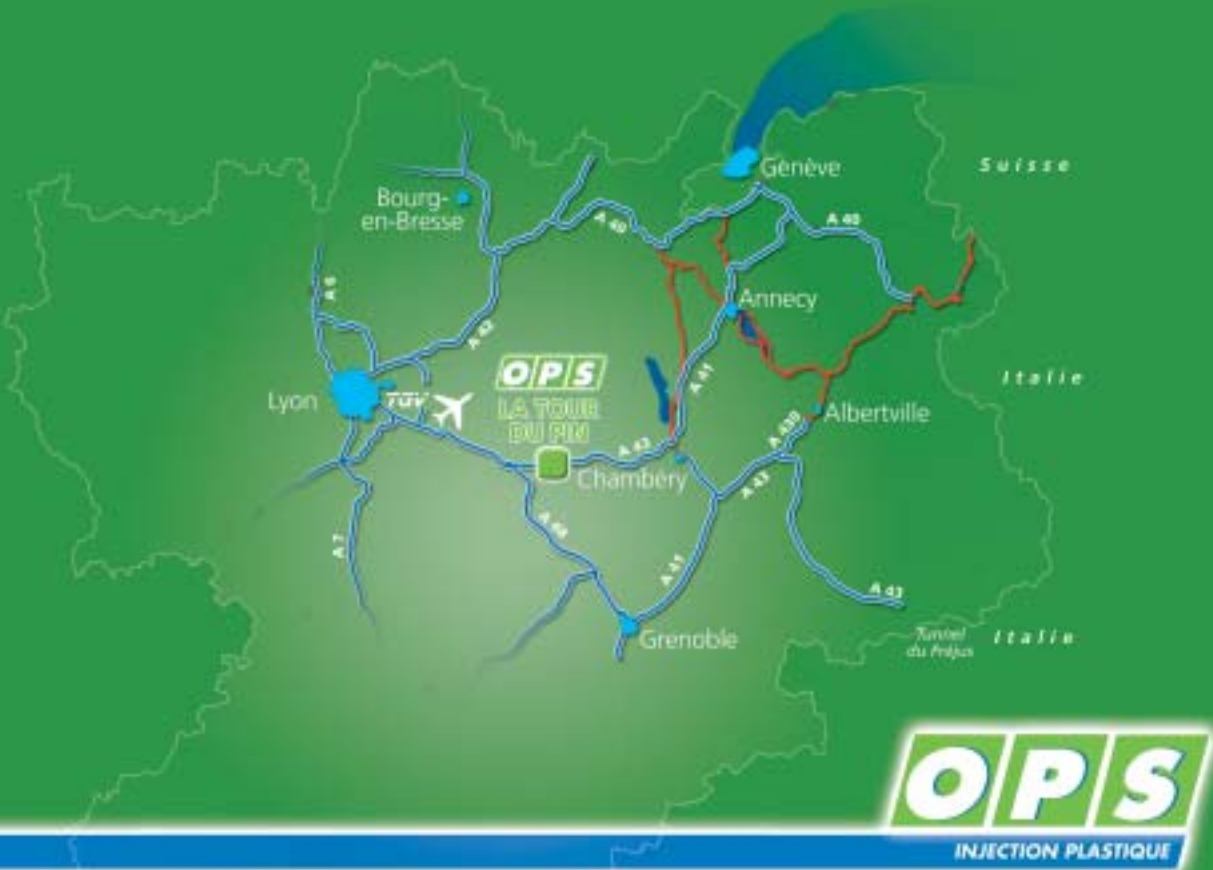 Suisse
Genève
Bourg-
en-Bresse
A 40
A 40
A 6
Annecy
A 42
OPS
LA TOUR
DU PIN
Lyon
TGV
A 41
Italie
Albertville
A 430
A 43
Chambéry
A 43
A 48
A 7
A 41
A 43
Grenoble
Tunnel
du Fréjus
Italie
OPS
INJECTION PLASTIQUE